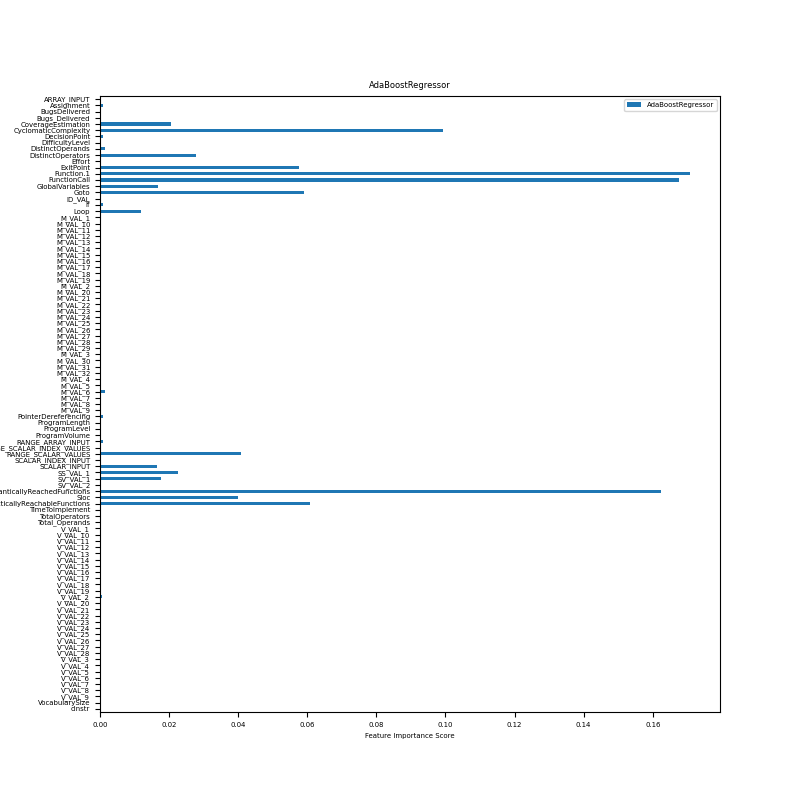 AdaBoostRegressor
AdaBoostRegressor
ARRAY_INPUT
Assignment
BugsDelivered
Bugs_Delivered
CoverageEstimation
CyclomaticComplexity
DecisionPoint
DifficultyLevel
DistinctOperands
DistinctOperators
Effort
ExitPoint
Function.1
FunctionCall
GlobalVariables
Goto
ID_VAL
If
Loop
M_VAL_1
M_VAL_10
M_VAL_11
M_VAL_12
M_VAL_13
M_VAL_14
M_VAL_15
M_VAL_16
M_VAL_17
M_VAL_18
M_VAL_19
M_VAL_2
M_VAL_20
M_VAL_21
M_VAL_22
M_VAL_23
M_VAL_24
M_VAL_25
M_VAL_26
M_VAL_27
M_VAL_28
M_VAL_29
M_VAL_3
M_VAL_30
M_VAL_31
M_VAL_32
M_VAL_4
M_VAL_5
M_VAL_6
M_VAL_7
M_VAL_8
M_VAL_9
PointerDereferencing
ProgramLength
ProgramLevel
ProgramVolume
RANGE_ARRAY_INPUT
E_SCALAR_INDEX_VALUES
RANGE_SCALAR_VALUES
SCALAR_INDEX_INPUT
SCALAR_INPUT
SS_VAL_1
SV_VAL_1
SV_VAL_2
anticallyReachedFunctions
Sloc
ticallyReachableFunctions
TimeToImplement
TotalOperators
Total_Operands
V_VAL_1
V_VAL_10
V_VAL_11
V_VAL_12
V_VAL_13
V_VAL_14
V_VAL_15
V_VAL_16
V_VAL_17
V_VAL_18
V_VAL_19
V_VAL_2
V_VAL_20
V_VAL_21
V_VAL_22
V_VAL_23
V_VAL_24
V_VAL_25
V_VAL_26
V_VAL_27
V_VAL_28
V_VAL_3
V_VAL_4
V_VAL_5
V_VAL_6
V_VAL_7
V_VAL_8
V_VAL_9
VocabularySize
cinstr
0.00 0.02 0.04 0.06 0.08 0.10 0.12 0.14 0.16
Feature Importance Score